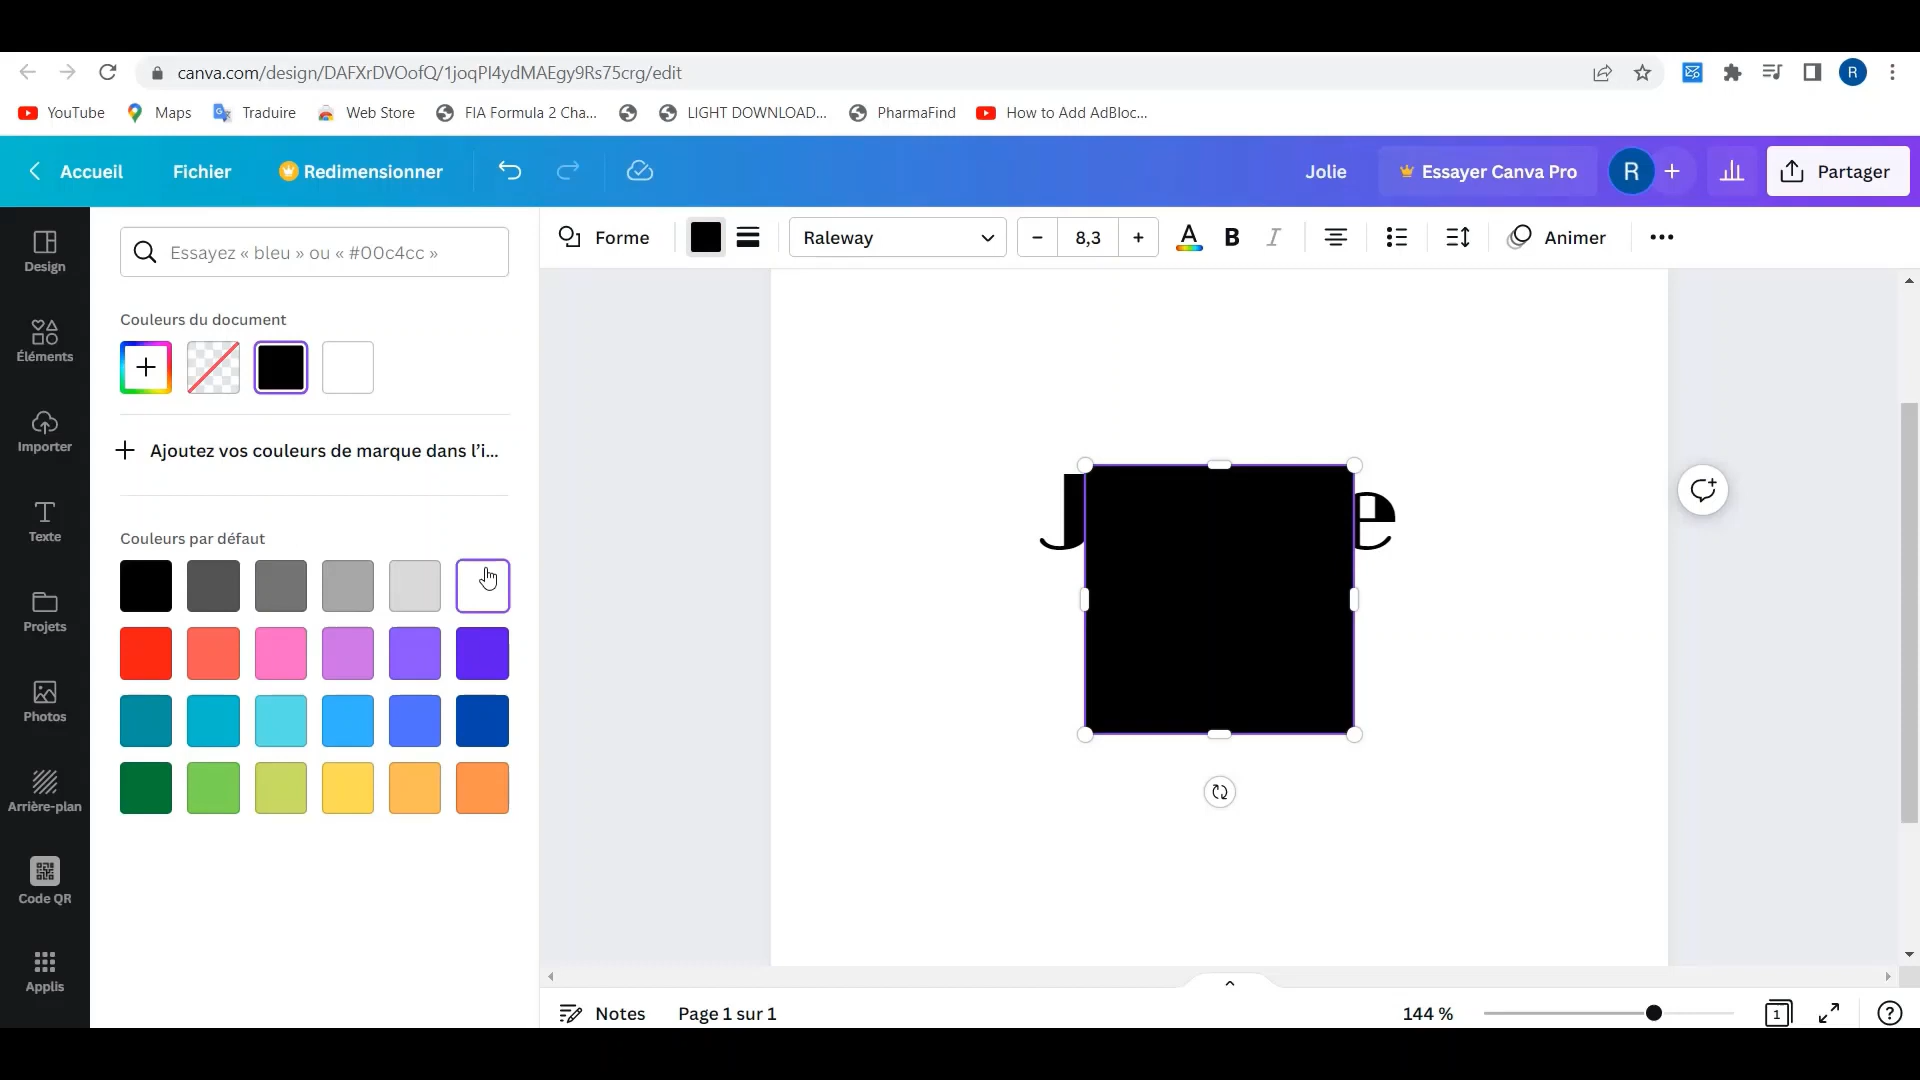 canva.com/design/DAFXrDVOofQ/1joqPI4ydMAEgy9Rs75crg/edit
R
YouTube
Maps
Traduire
Web Store
FIA Formula 2 Cha...
LIGHT DOWNLOAD...
PharmaFind
How to Add AdBloc...
Accueil
Fichier
Redimensionner
Jolie
Essayer Canva Pro
R
+
Partager
Design
Éléments
Importer
Texte
Projets
Photos
Arrière-plan
Code QR
Applis
Essayez « bleu » ou « #00c4cc »
Couleurs du document
Ajoutez vos couleurs de marque dans l'i...
Couleurs par défaut
Forme
Raleway
– 8,3 +
A
B
I
Animer
J
e
Notes
Page 1 sur 1
144 %
1
?